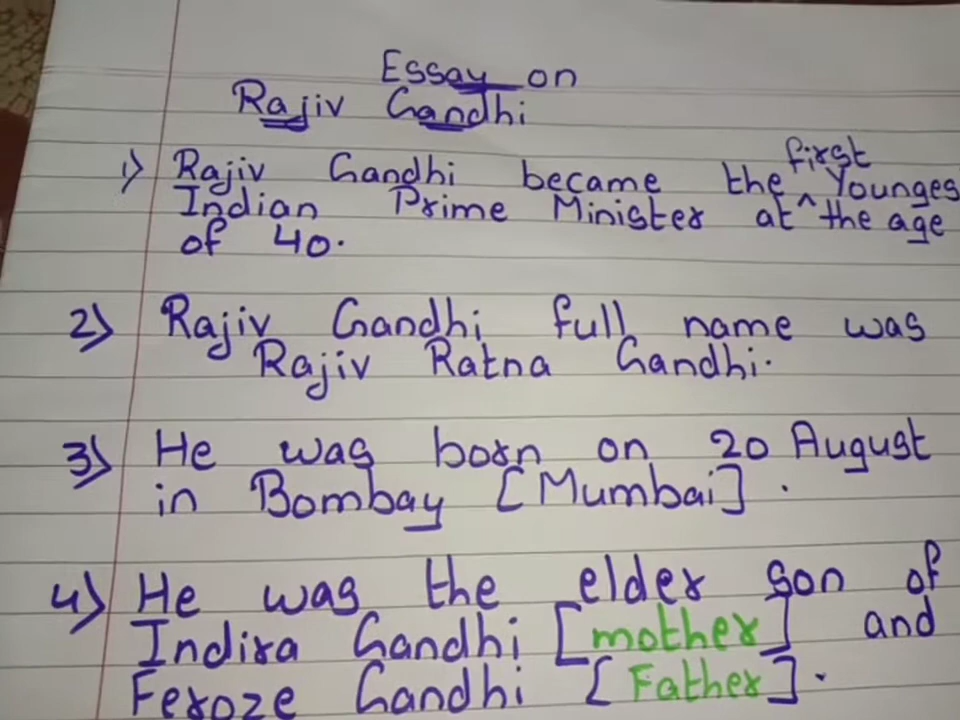 Essay on
Rajiv Gandhi
first
1) Rajiv Gandhi became the ^ Younges
Indian Prime Minister at the age
of 40.
2) Rajiv Gandhi full name was
Rajiv Ratna Gandhi.
3) He was born on 20 August
in Bombay [Mumbai].
4) He was the elder son of
Indira Gandhi [mother] and
Feroze Gandhi [Father].